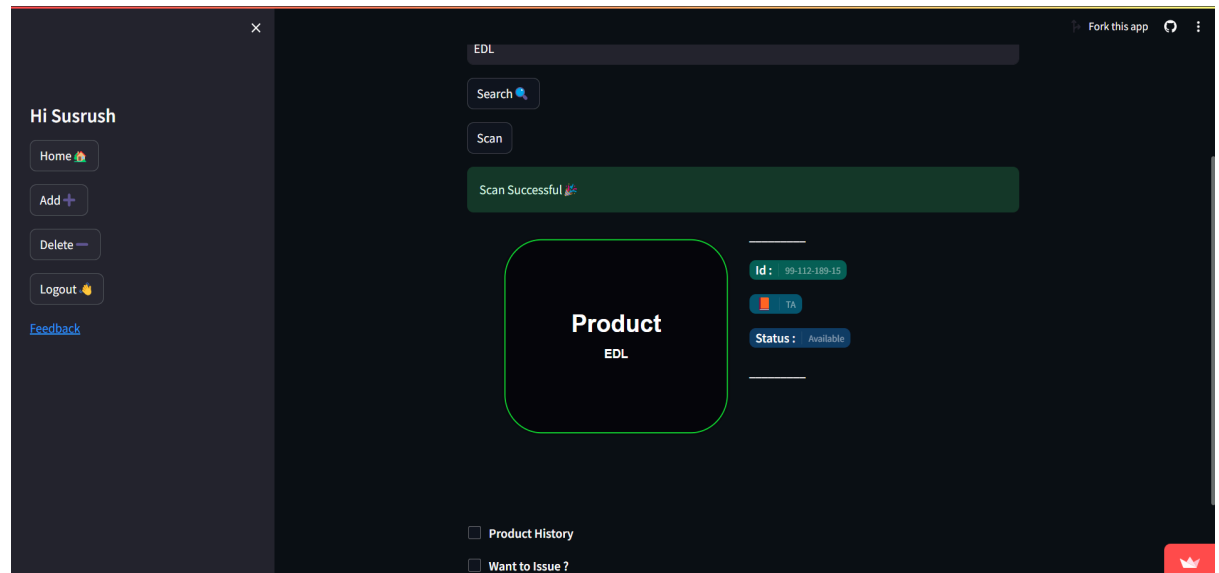 Fork this app
Hi Susrush
Home🏠
Add➕
Delete➖
Logout👋
Feedback
EDL
Search🔍
Scan
Scan Successful🎉
Product
EDL
Id : 99-112-189-15
📕 TA
Status : Available
Product History
Want to Issue ?